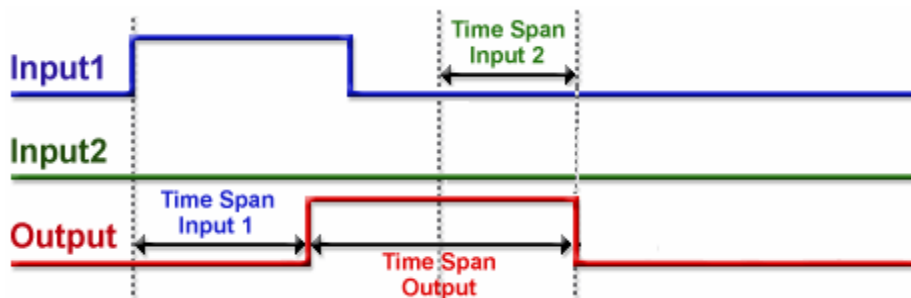 Time Span
Input 2
Input1
Input2
Time Span
Input 1
Output
Time Span
Output